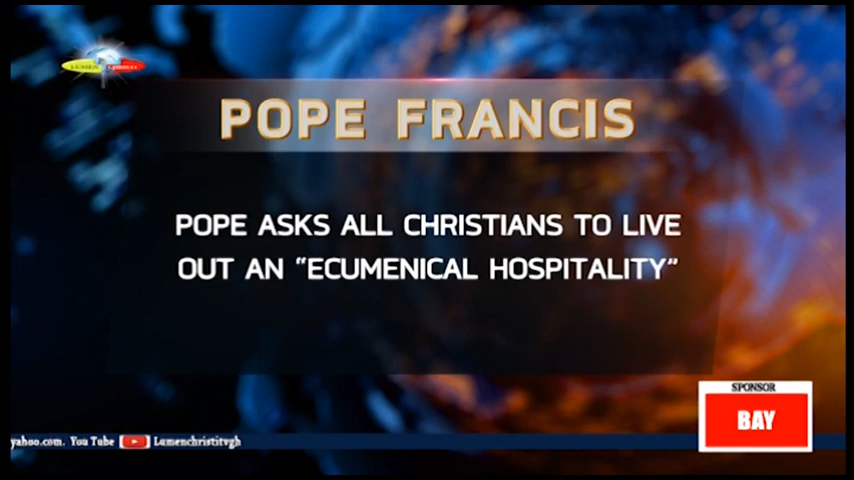 POPE FRANCIS
POPE ASKS ALL CHRISTIANS TO LIVE
OUT AN “ECUMENICAL HOSPITALITY”
SPONSOR
BAY
yahoo.com. You Tube Lumenchristitvgh